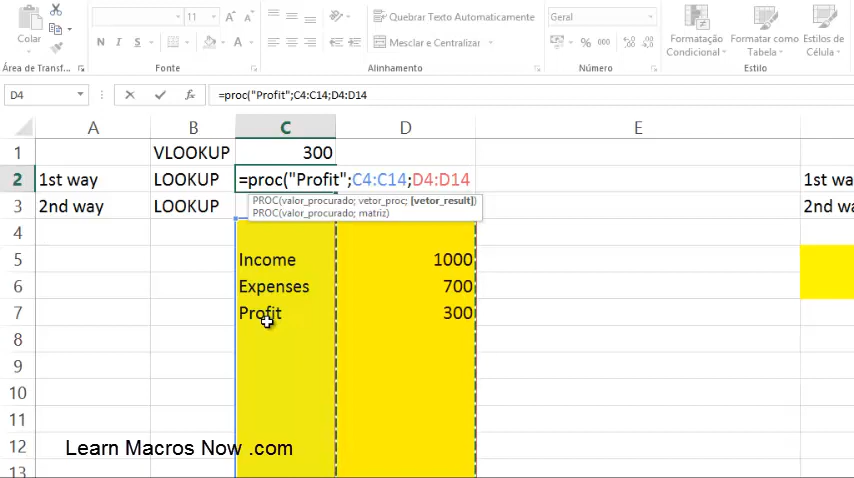 11
Colar
N I S
Quebrar Texto Automaticamente
Mesclar e Centralizar
Geral
% 000
Formatação Condicional
Formatar como Tabela
Estilos de Célula
Área de Transf...
Fonte
Alinhamento
Número
Estilo
D4
fx
=proc("Profit";C4:C14;D4:D14
A B C D E
1 VLOOKUP 300
2 1st way LOOKUP =proc("Profit";C4:C14;D4:D14 1st wa
PROC(valor_procurado; vetor_proc; [vetor_result])
3 2nd way LOOKUP 2nd wa
PROC(valor_procurado; matriz)
4
5 Income 1000
6 Expenses 700
7 Profit 300
8
9
10
11
12
Learn Macros Now .com
13